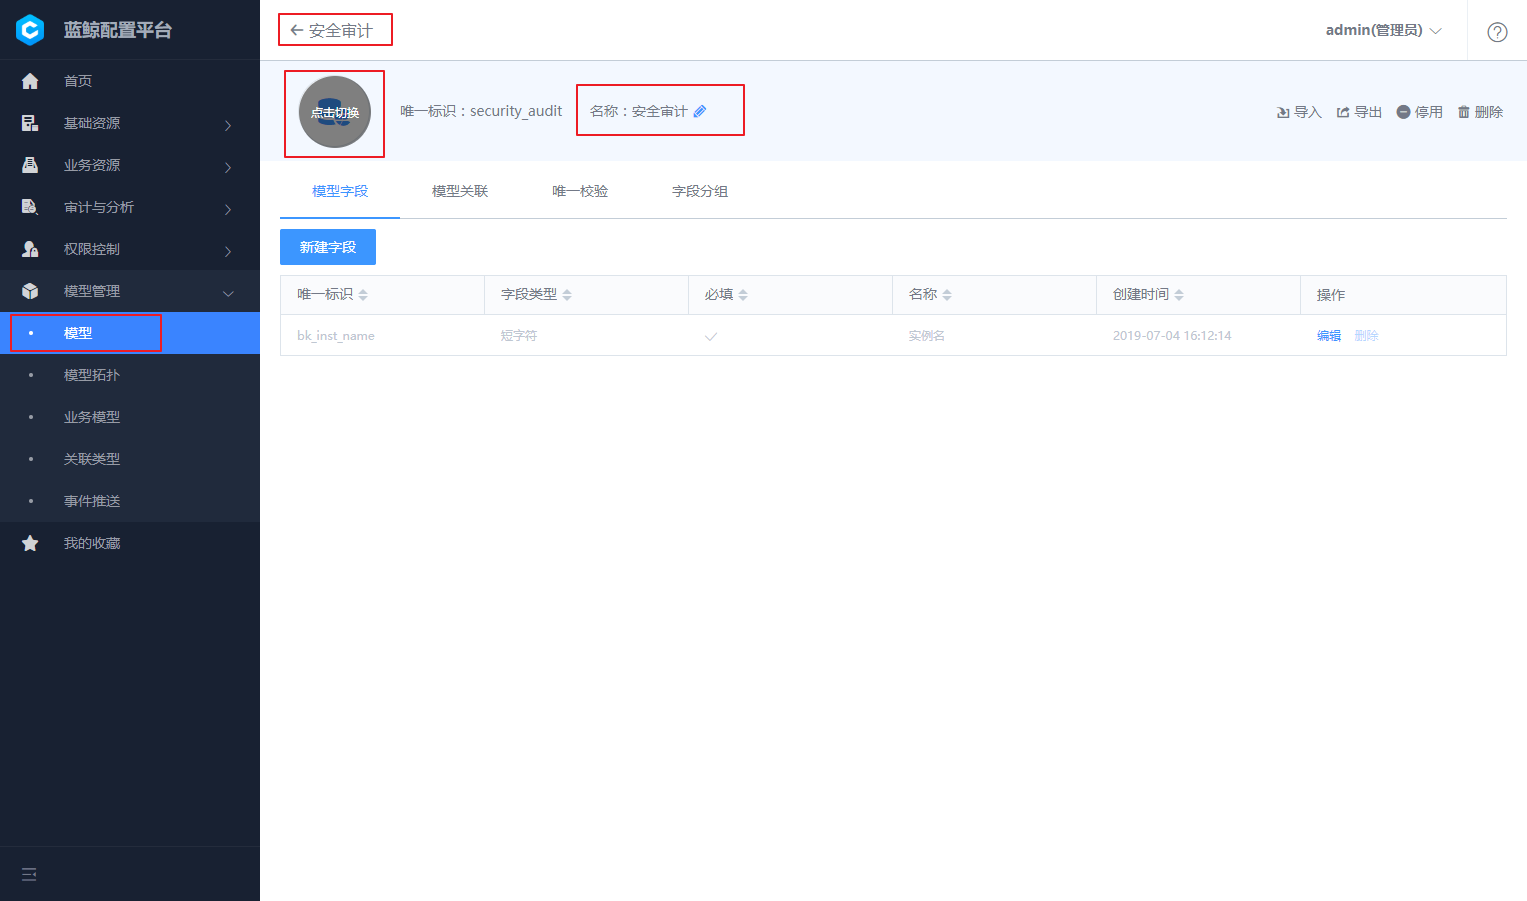 蓝鲸配置平台
首页
基础资源
业务资源
审计与分析
权限控制
模型管理
模型
模型拓扑
业务模型
关联类型
事件推送
我的收藏
安全审计
admin(管理员)
点击切换
唯一标识：security_audit
名称：安全审计
导入
导出
停用
删除
模型字段 模型关联 唯一校验 字段分组
新建字段
唯一标识 字段类型 必填 名称 创建时间 操作
bk_inst_name 短字符 实例名 2019-07-04 16:12:14 编辑 删除